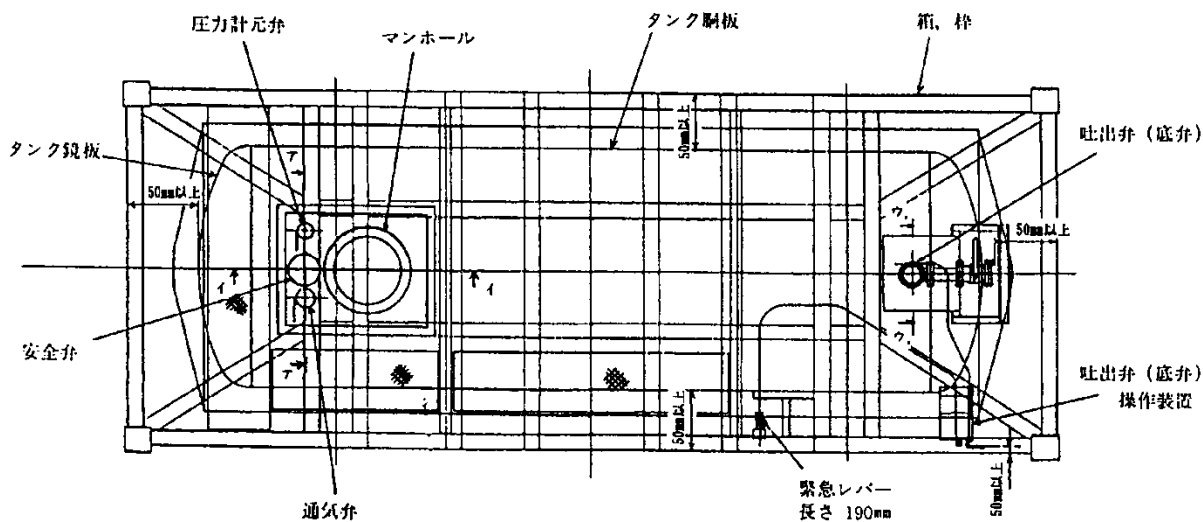 圧力計元弁
マンホール
タンク胴板
箱，枠
吐出弁（底弁）
タンク鏡板
50mm以上
50mm以上
50mm以上
ア
ウ
イ
イ
安全弁
ア
ウ
50mm以上
吐出弁（底弁）
操作装置
通気弁
緊急レバー
長さ 190mm
50mm以上